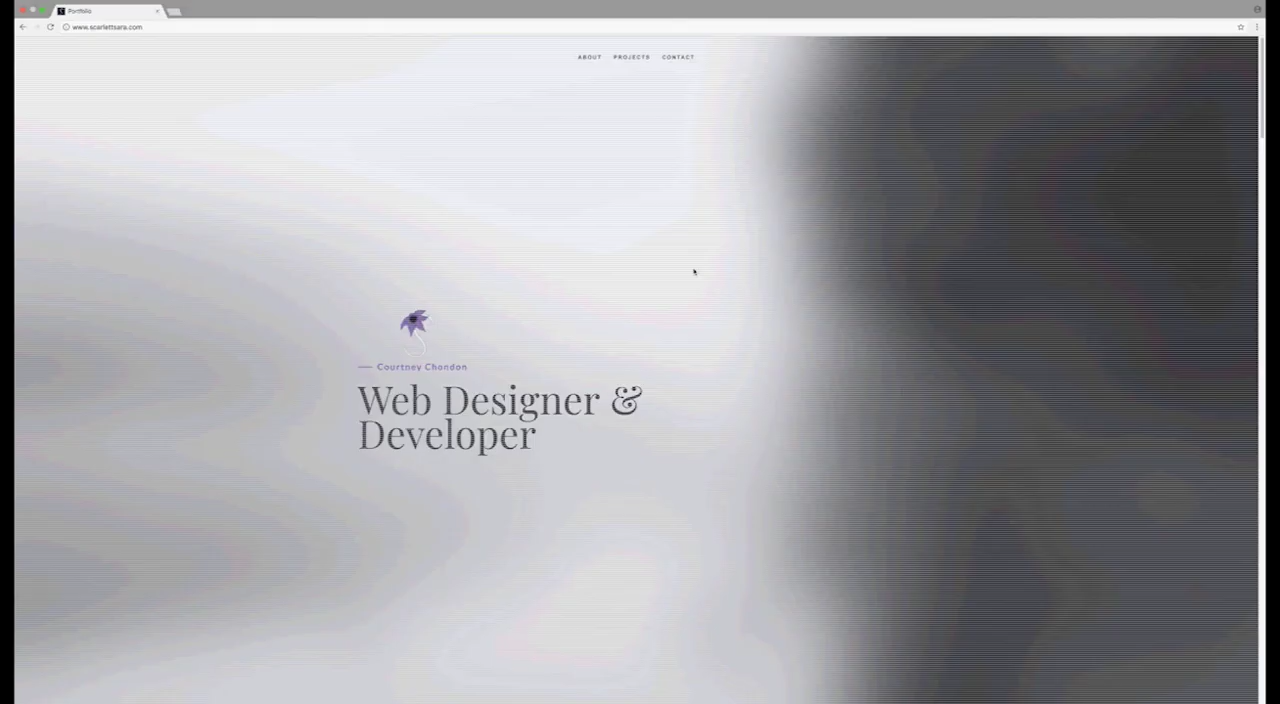 Portfolio
www.scarlettsara.com
ABOUT PROJECTS CONTACT
Courtney Chondon
Web Designer &
Developer